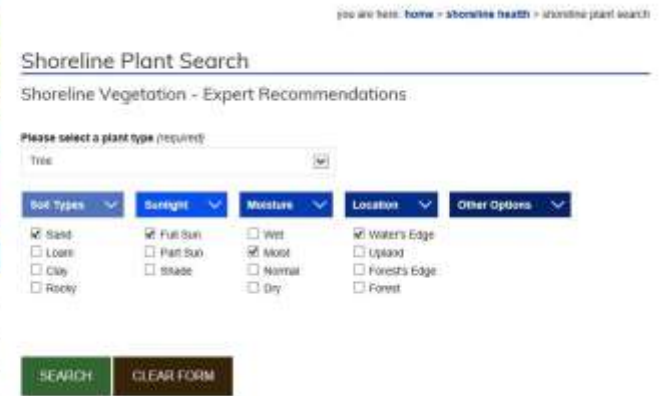 you are here: home > shoreline health > shoreline plant search
Shoreline Plant Search
Shoreline Vegetation - Expert Recommendations
Please select a plant type (required)
Tree
Soil Types Sunlight Moisture Location Other Options
Sand Full Sun Wet Water's Edge
Loam Part Sun Moist Upland
Clay Shade Normal Forest's Edge
Rocky Dry Forest
SEARCH CLEAR FORM